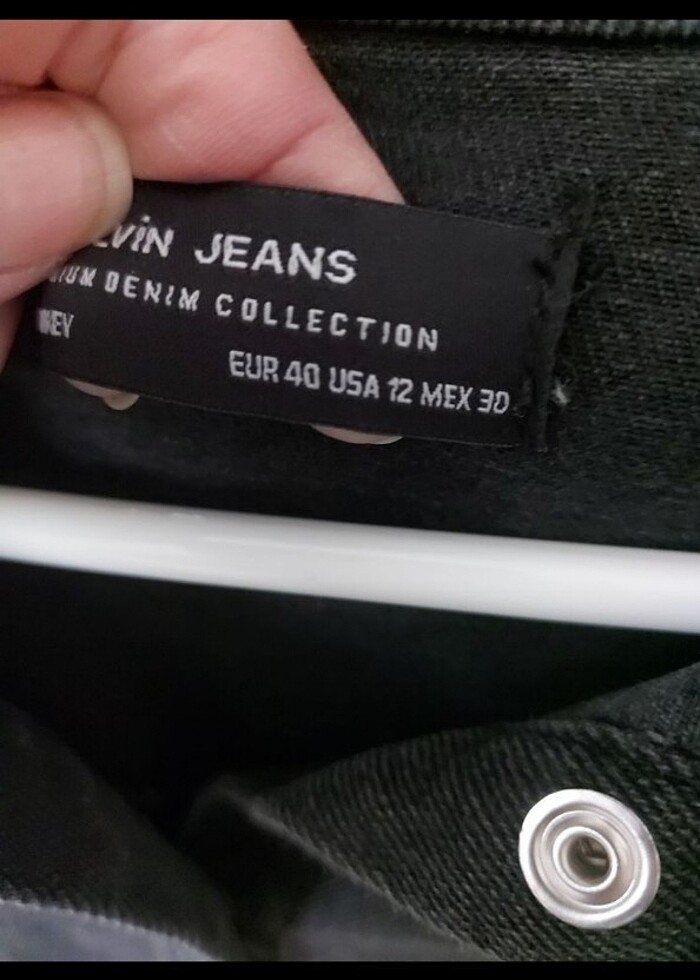 JEANS
DENIM COLLECTION
EUR 40 USA 12 MEX 30